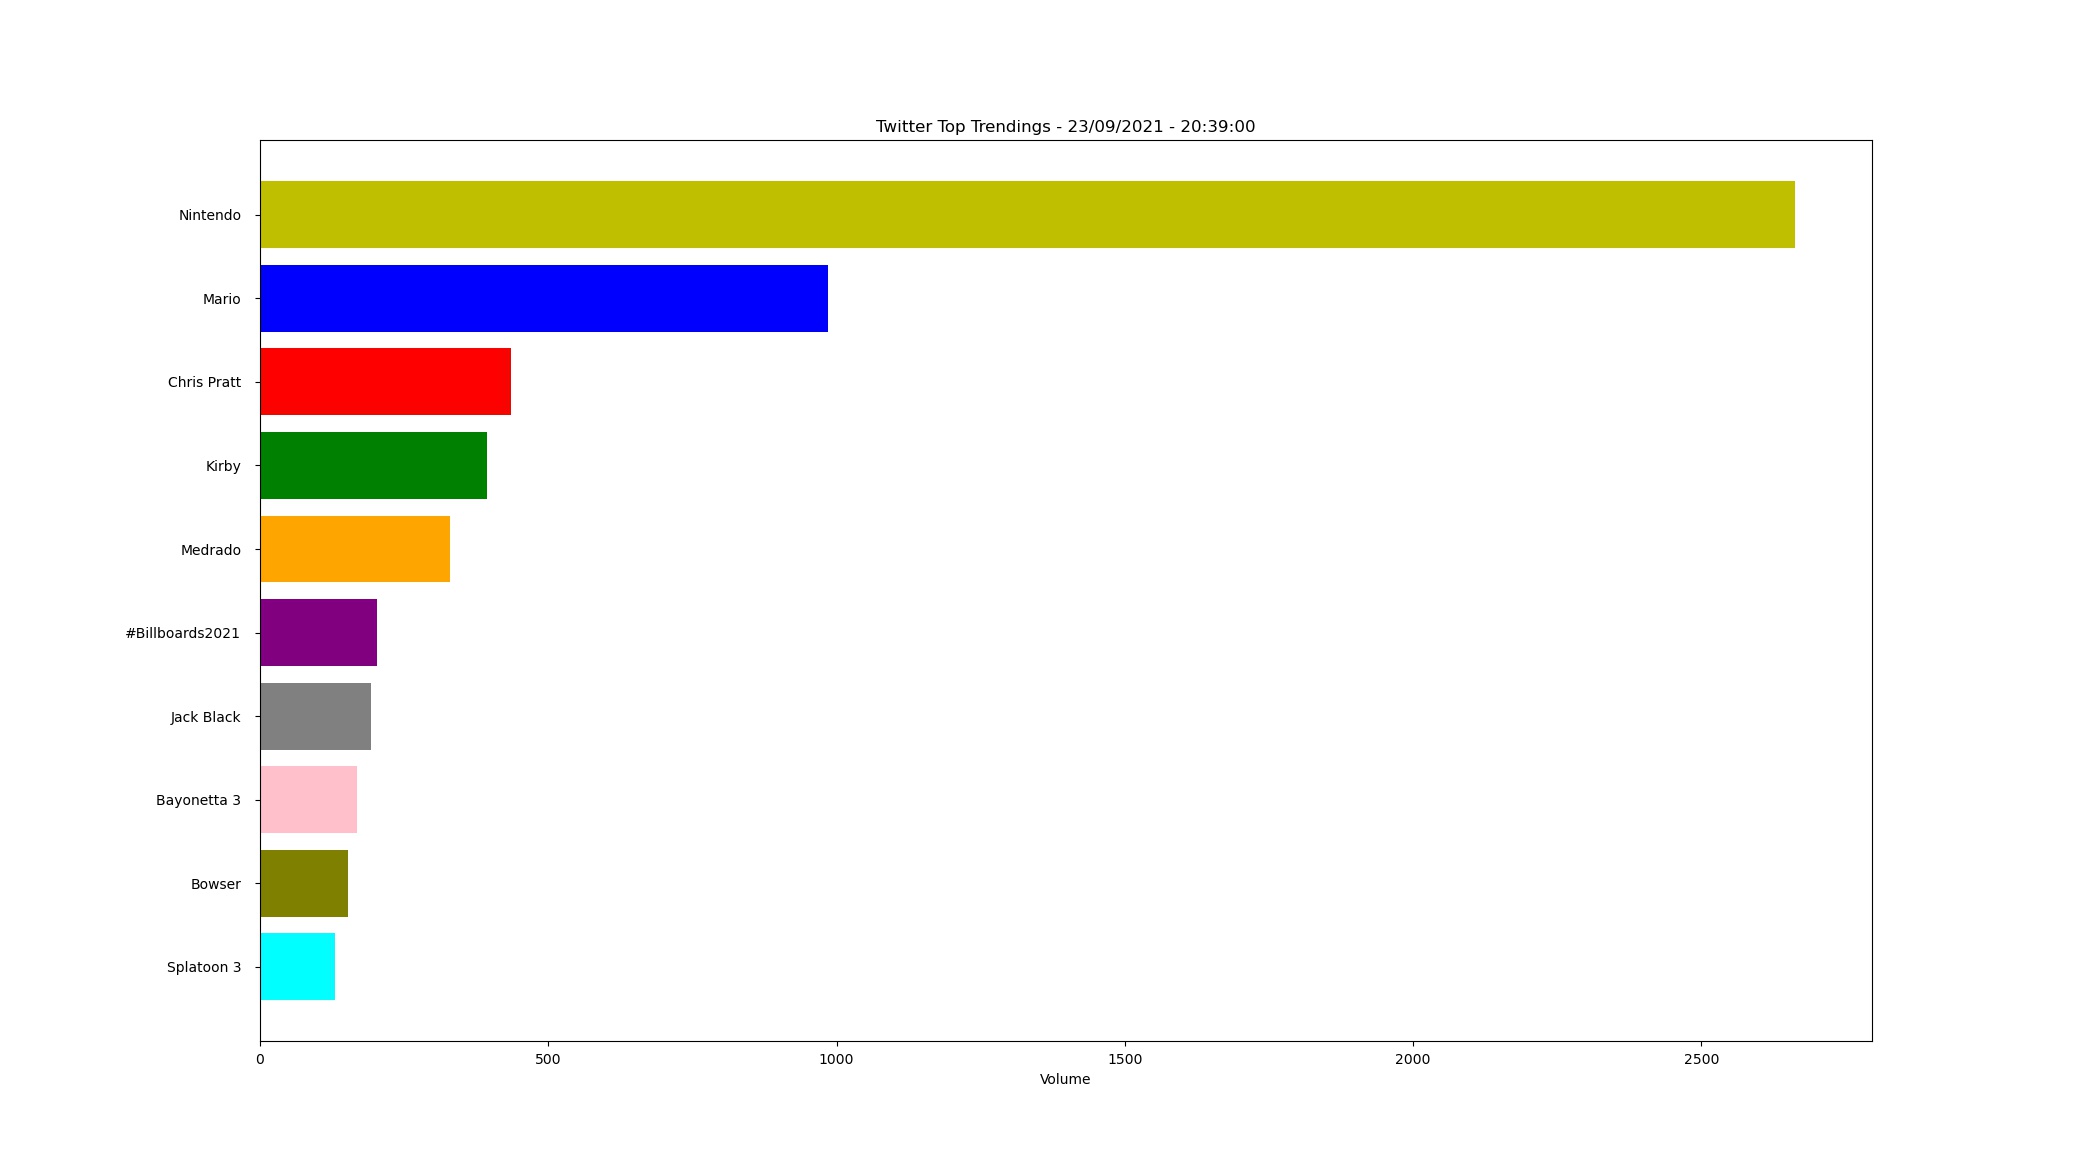 Twitter Top Trendings - 23/09/2021 - 20:39:00
Nintendo
Mario
Chris Pratt
Kirby
Medrado
#Billboards2021
Jack Black
Bayonetta 3
Bowser
Splatoon 3
0 500 1000 1500 2000 2500
Volume